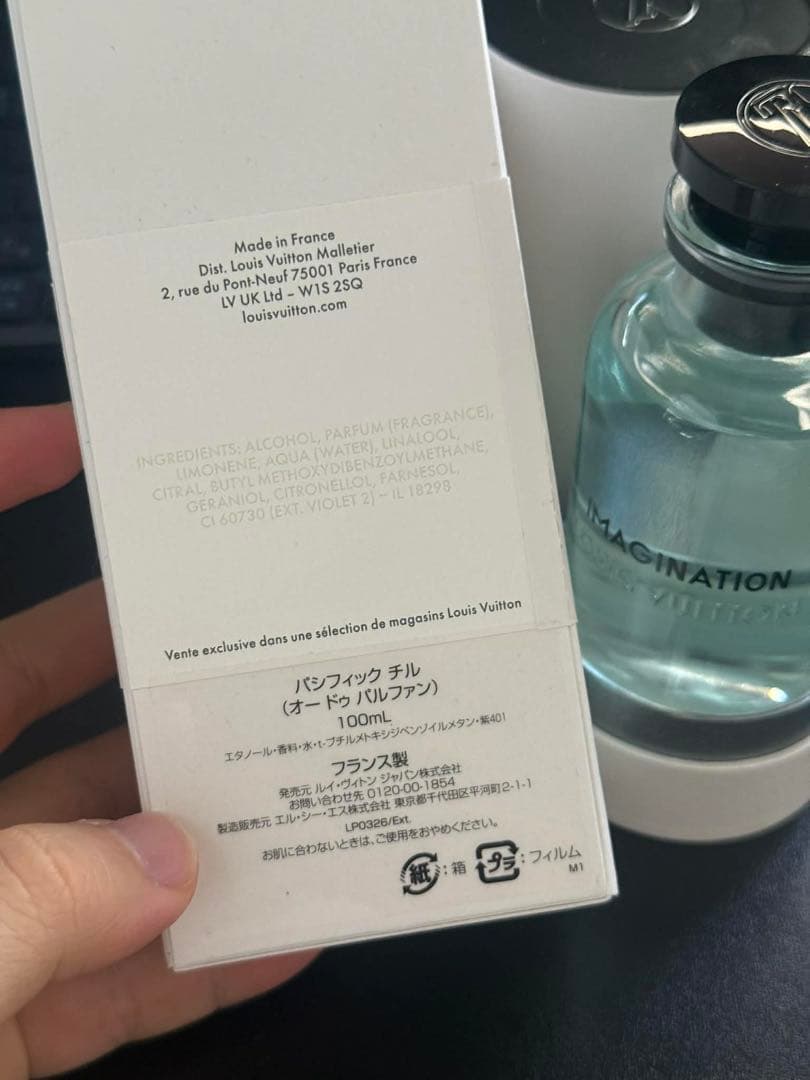 Made in France
Dist. Louis Vuitton Malletier
2, rue du Pont-Neuf 75001 Paris France
LV UK Ltd – W1S 2SQ
louisvuitton.com
INGREDIENTS: ALCOHOL, PARFUM (FRAGRANCE),
LIMONENE, AQUA (WATER), LINALOOL,
CITRAL, BUTYL METHOXYDIBENZOYLMETHANE,
GERANIOL, CITRONELLOL, FARNESOL,
CI 60730 (EXT. VIOLET 2) – IL 18298
Vente exclusive dans une sélection de magasins Louis Vuitton
パシフィック チル
(オー ドゥ パルファン)
100mL
エタノール・香料・水・t-ブチルメトキシジベンゾイルメタン・紫401
フランス製
発売元 ルイ・ヴィトン ジャパン株式会社
お問い合わせ先 0120-00-1854
製造販売元 エル・シー・エス株式会社 東京都千代田区平河町2-1-1
LP0326/Ext.
お肌に合わないときは、ご使用をおやめください。
紙:箱 プラ:フィルム
M1
IMAGINATION
LOUIS VUITTON